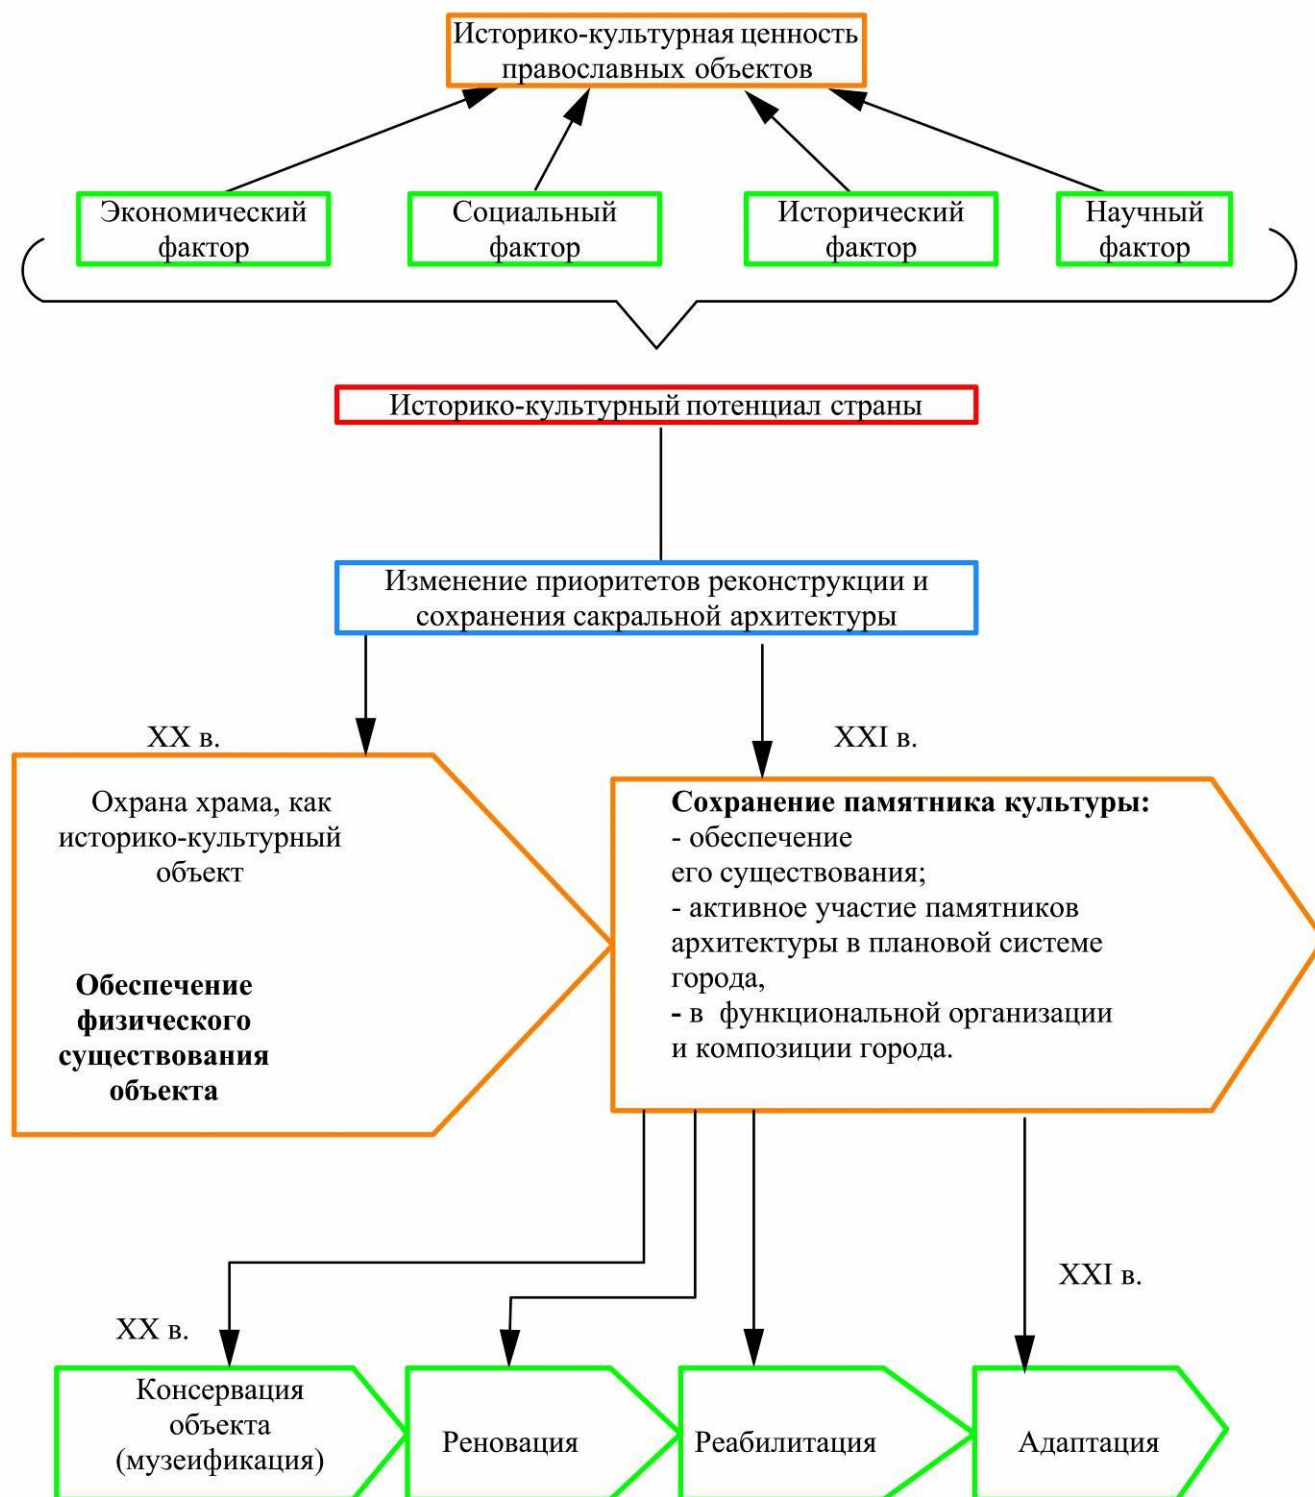 Историко-культурная ценность
православных объектов
Экономический
фактор
Социальный
фактор
Исторический
фактор
Научный
фактор
Историко-культурный потенциал страны
Изменение приоритетов реконструкции и
сохранения сакральной архитектуры
XX в.
XXI в.
Охрана храма, как
историко-культурный
объект
Обеспечение
физического
существования
объекта
Сохранение памятника культуры:
- обеспечение
его существования;
- активное участие памятников
архитектуры в плановой системе
города,
- в функциональной организации
и композиции города.
XX в.
XXI в.
Консервация
объекта
(музеификация)
Реновация
Реабилитация
Адаптация